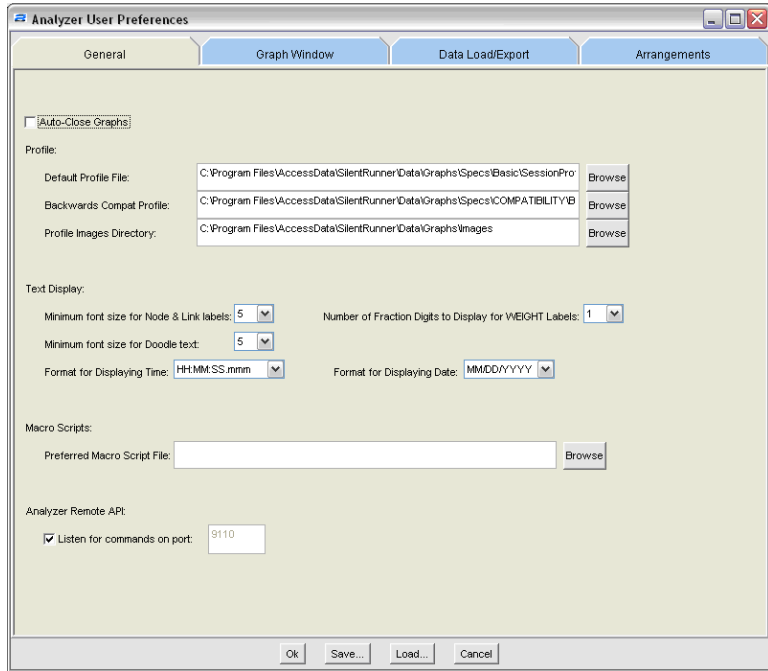 Analyzer User Preferences
General Graph Window Data Load/Export Arrangements
Auto-Close Graphs
Profile:
Default Profile File: C:\Program Files\AccessData\SilentRunner\Data\Graphs\Specs\Basic\SessionPro Browse
Backwards Compat Profile: C:\Program Files\AccessData\SilentRunner\Data\Graphs\Specs\COMPATIBILITY\B Browse
Profile Images Directory: C:\Program Files\AccessData\SilentRunner\Data\Graphs\Images Browse
Text Display:
Minimum font size for Node & Link labels: 5 Number of Fraction Digits to Display for WEIGHT Labels: 1
Minimum font size for Doodle text: 5
Format for Displaying Time: HH:MM:SS.mmm Format for Displaying Date: MM/DD/YYYY
Macro Scripts:
Preferred Macro Script File: Browse
Analyzer Remote API:
Listen for commands on port: 9110
Ok Save... Load... Cancel